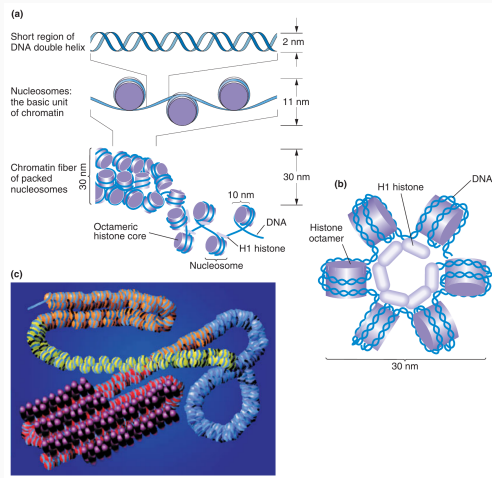 (a)
Short region of
DNA double helix
2 nm
Nucleosomes:
the basic unit
of chromatin
11 nm
Chromatin fiber
of packed
nucleosomes
30 nm
30 nm
10 nm
DNA
Octameric
histone core
H1 histone
Nucleosome
(b)
H1 histone
DNA
Histone
octamer
30 nm
(c)